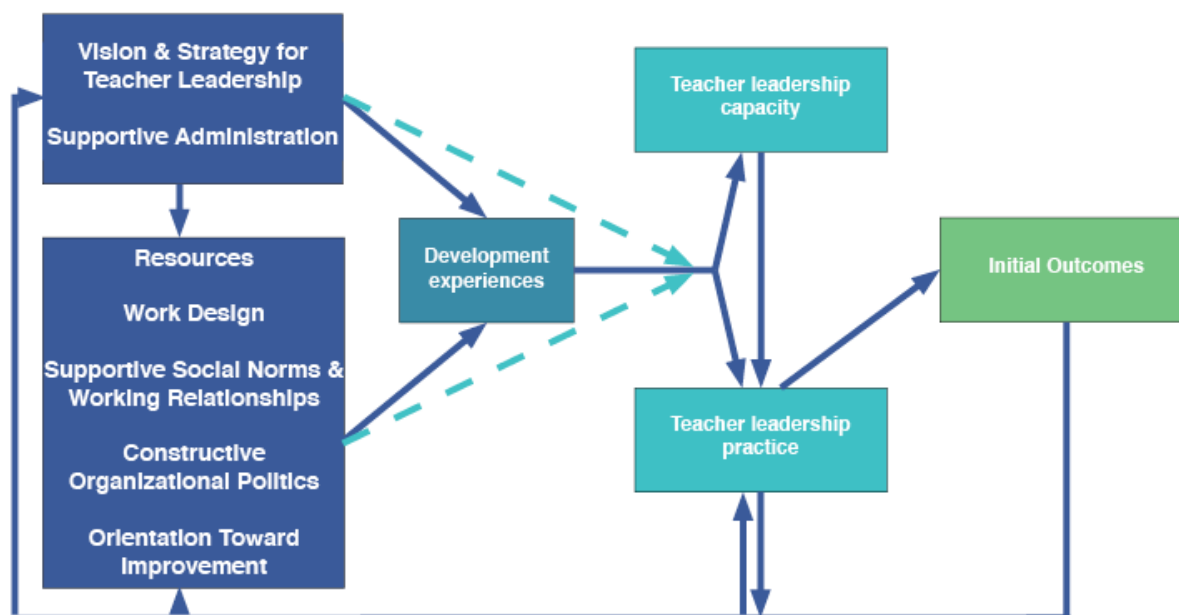 Vision & Strategy for
Teacher Leadership
Supportive Administration
Resources
Work Design
Supportive Social Norms &
Working Relationships
Constructive
Organizational Politics
Orientation Toward
Improvement
Development
experiences
Teacher leadership
capacity
Teacher leadership
practice
Initial Outcomes